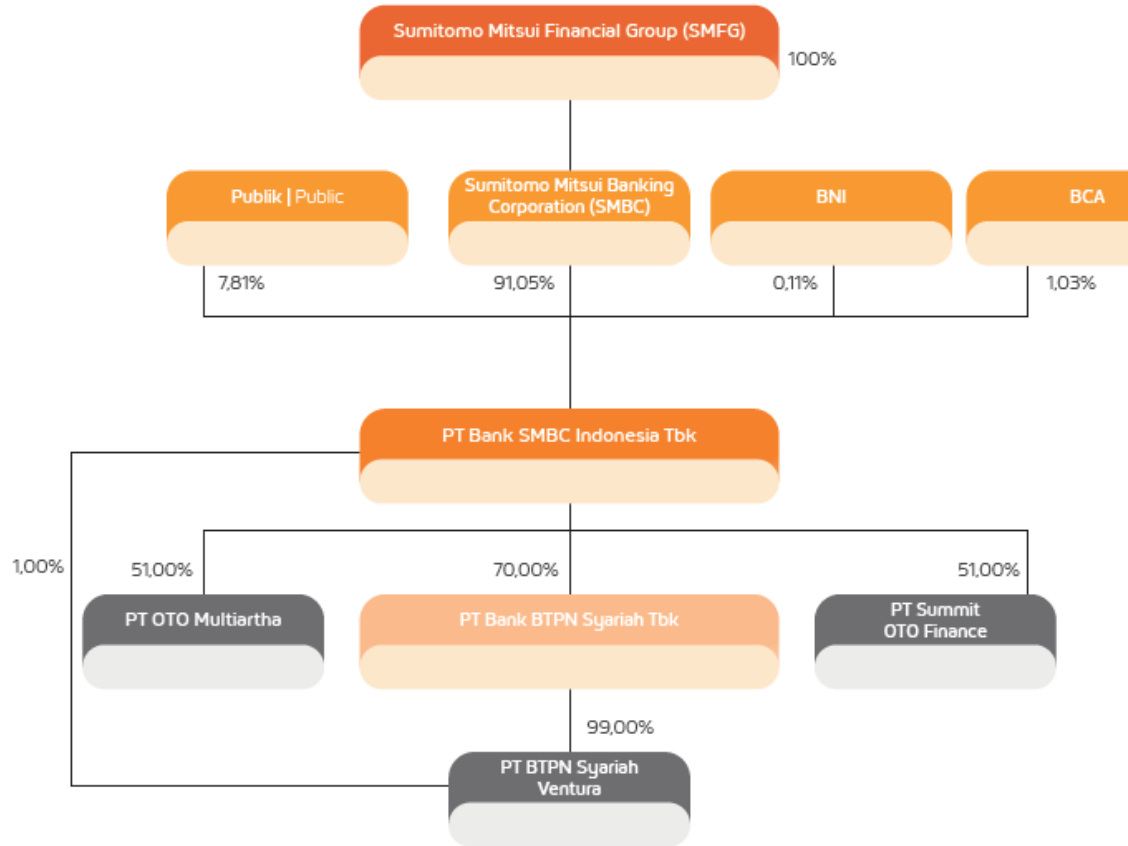 Sumitomo Mitsui Financial Group (SMFG)
100%
Publik | Public
Sumitomo Mitsui Banking
Corporation (SMBC)
BNI
BCA
7,81%
91,05%
0,11%
1,03%
PT Bank SMBC Indonesia Tbk
1,00%
51,00%
70,00%
51,00%
PT OTO Multiartha
PT Bank BTPN Syariah Tbk
PT Summit
OTO Finance
99,00%
PT BTPN Syariah
Ventura